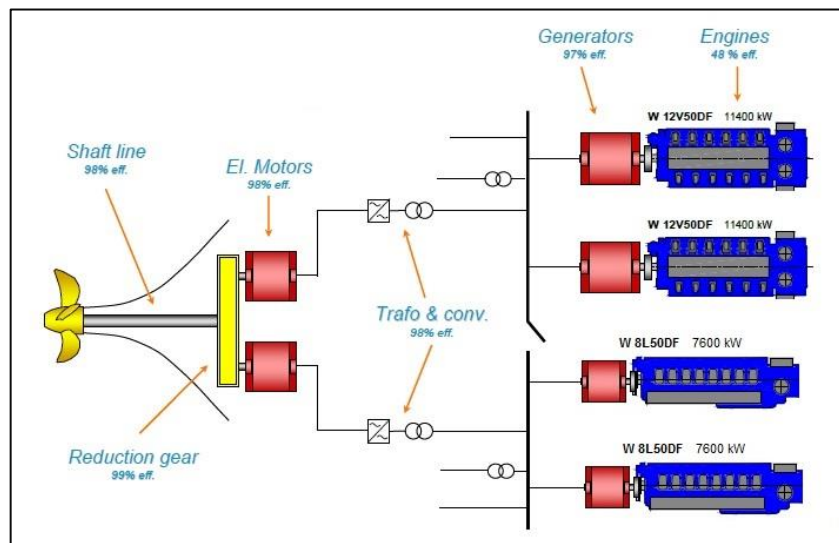 Generators
97% eff.
Engines
48 % eff.
W 12V50DF 11400 kW
Shaft line
98% eff.
El. Motors
98% eff.
W 12V50DF 11400 kW
Trafo & conv.
98% eff.
W 8L50DF 7600 kW
Reduction gear
99% eff.
W 8L50DF 7600 kW